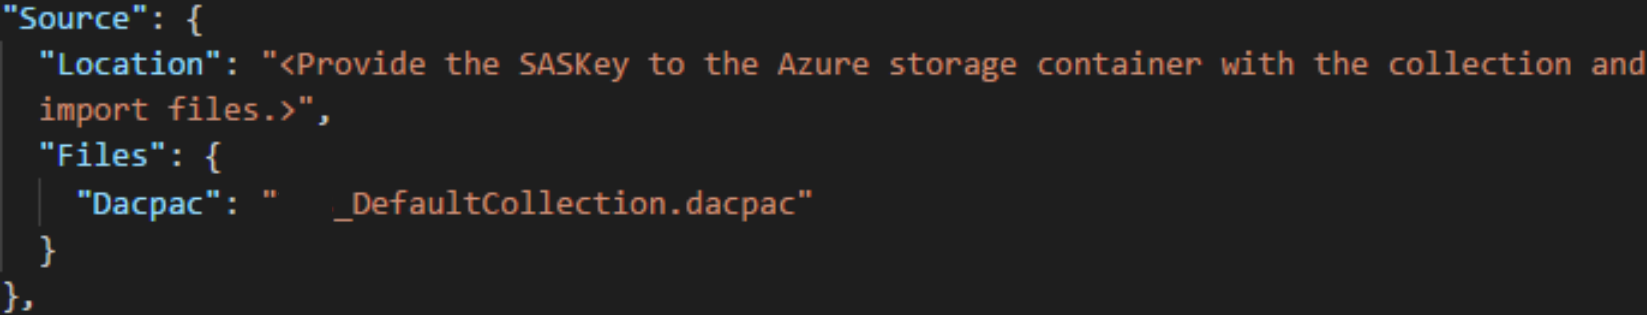 "Source": {
"Location": "<Provide the SASKey to the Azure storage container with the collection and
import files.>",
"Files": {
"Dacpac": "   _DefaultCollection.dacpac"
}
},